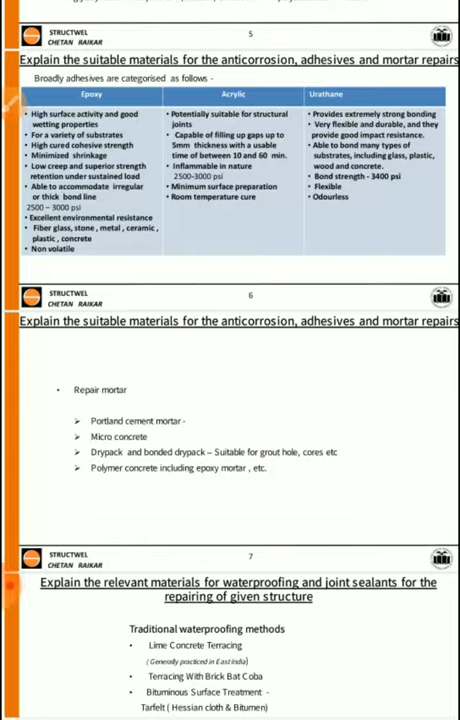 STRUCTWEL
CHETAN RAIKAR
5
Explain the suitable materials for the anticorrosion, adhesives and mortar repairs
Broadly adhesives are categorised as follows -
Epoxy
• High surface activity and good
wetting properties
• For a variety of substrates
• High cured cohesive strength
• Minimized shrinkage
• Low creep and superior strength
retention under sustained load
• Able to accommodate irregular
or thick bond line
2500 – 3000 psi
• Excellent environmental resistance
• Fiber glass, stone , metal , ceramic ,
plastic , concrete
• Non volatile
Acrylic
• Potentially suitable for structural
joints
• Capable of filling up gaps up to
5mm thickness with a usable
time of between 10 and 60 min.
• Inflammable in nature
2500-3000 psi
• Minimum surface preparation
• Room temperature cure
Urathane
• Provides extremely strong bonding
• Very flexible and durable, and they
provide good impact resistance.
• Able to bond many types of
substrates, including glass, plastic,
wood and concrete.
• Bond strength - 3400 psi
• Flexible
• Odourless
STRUCTWEL
CHETAN RAIKAR
6
Explain the suitable materials for the anticorrosion, adhesives and mortar repairs
• Repair mortar
➢ Portland cement mortar -
➢ Micro concrete
➢ Drypack and bonded drypack – Suitable for grout hole, cores etc
➢ Polymer concrete including epoxy mortar , etc.
STRUCTWEL
CHETAN RAIKAR
7
Explain the relevant materials for waterproofing and joint sealants for the
repairing of given structure
Traditional waterproofing methods
• Lime Concrete Terracing
( Generally practiced in East India)
• Terracing With Brick Bat Coba
• Bituminous Surface Treatment -
Tarfelt ( Hessian cloth & Bitumen)